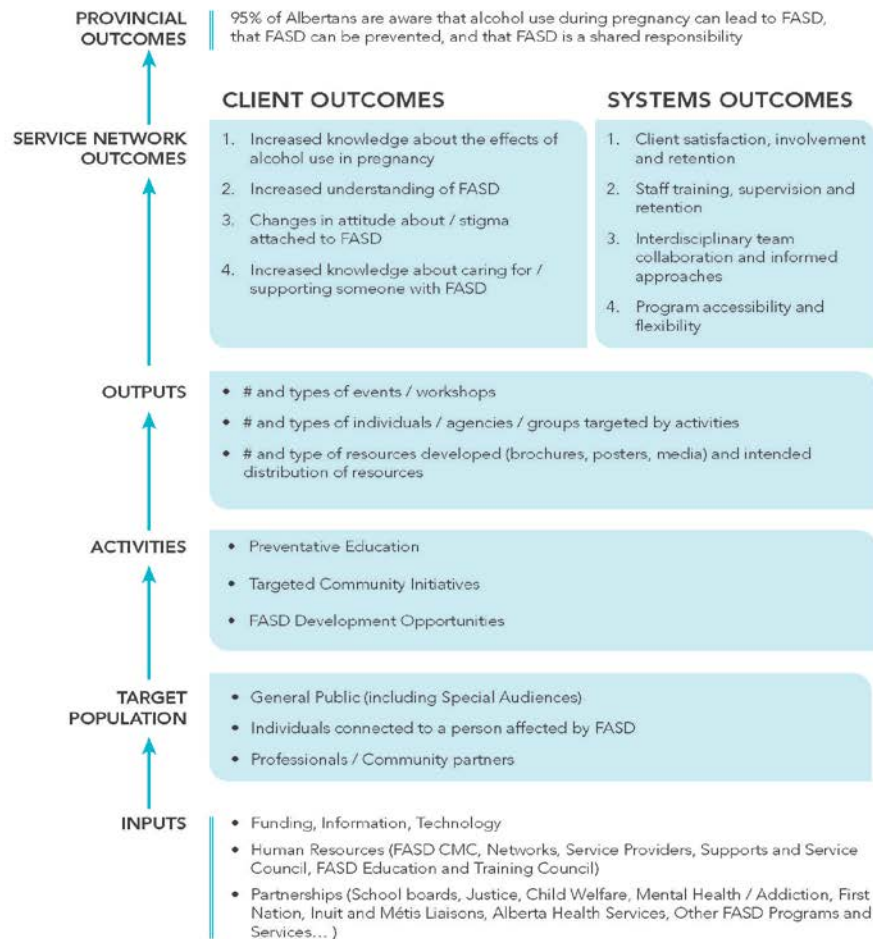 PROVINCIAL
OUTCOMES
95% of Albertans are aware that alcohol use during pregnancy can lead to FASD,
that FASD can be prevented, and that FASD is a shared responsibility
SERVICE NETWORK
OUTCOMES
CLIENT OUTCOMES
1. Increased knowledge about the effects of
alcohol use in pregnancy
2. Increased understanding of FASD
3. Changes in attitude about / stigma
attached to FASD
4. Increased knowledge about caring for /
supporting someone with FASD
SYSTEMS OUTCOMES
1. Client satisfaction, involvement
and retention
2. Staff training, supervision and
retention
3. Interdisciplinary team
collaboration and informed
approaches
4. Program accessibility and
flexibility
OUTPUTS
• # and types of events / workshops
• # and types of individuals / agencies / groups targeted by activities
• # and type of resources developed (brochures, posters, media) and intended
distribution of resources
ACTIVITIES
• Preventative Education
• Targeted Community Initiatives
• FASD Development Opportunities
TARGET
POPULATION
• General Public (including Special Audiences)
• Individuals connected to a person affected by FASD
• Professionals / Community partners
INPUTS
• Funding, Information, Technology
• Human Resources (FASD CMC, Networks, Service Providers, Supports and Service
Council, FASD Education and Training Council)
• Partnerships (School boards, Justice, Child Welfare, Mental Health / Addiction, First
Nation, Inuit and Métis Liaisons, Alberta Health Services, Other FASD Programs and
Services... )